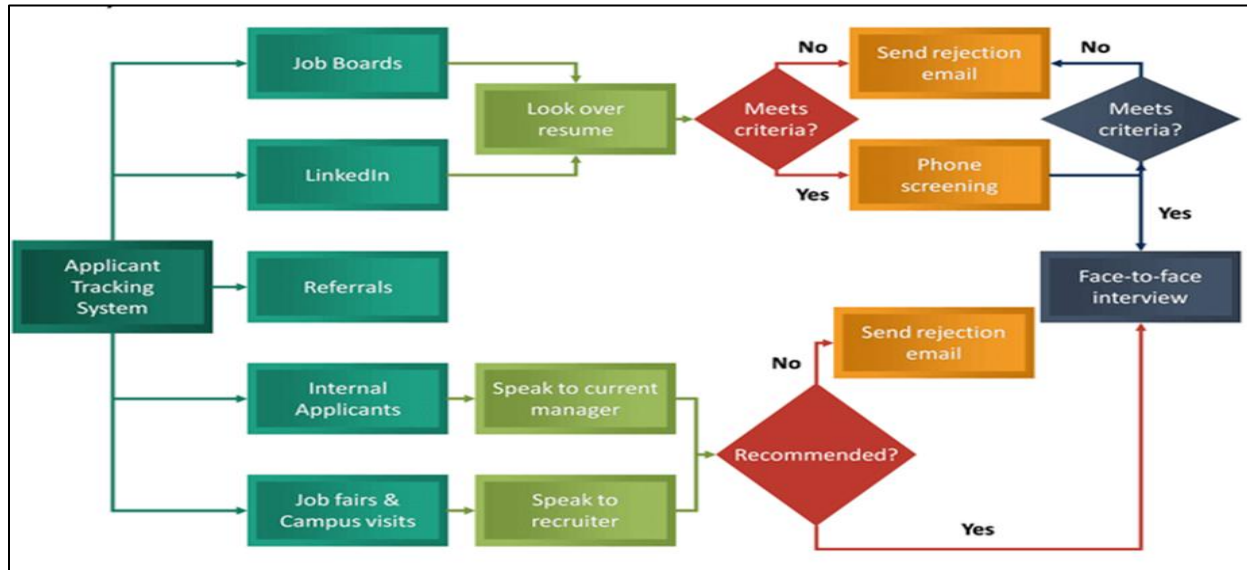 Job Boards
Look over
resume
No
Meets
criteria?
Yes
Send rejection
email
No
Meets
criteria?
LinkedIn
Phone
screening
Yes
Applicant
Tracking
System
Referrals
Face-to-face
interview
Send rejection
email
No
Internal
Applicants
Speak to current
manager
Recommended?
Job fairs &
Campus visits
Speak to
recruiter
Yes